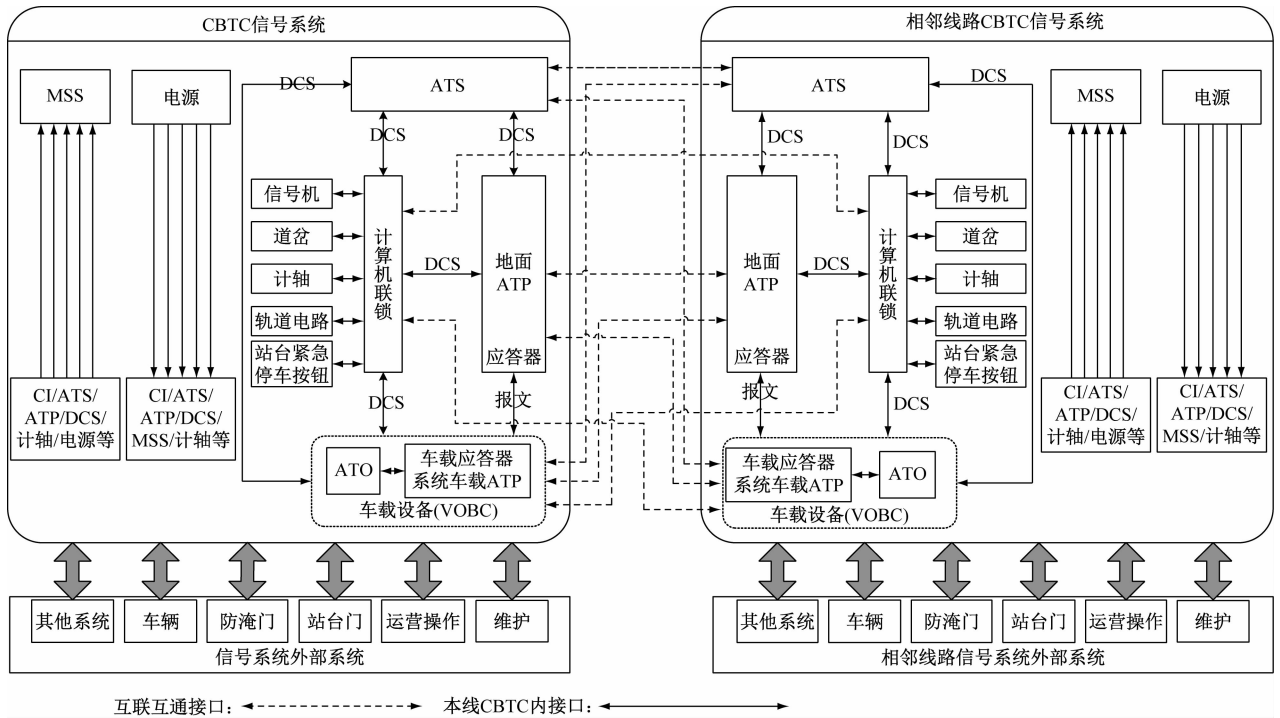 CBTC信号系统
MSS
电源
DCS
ATS
DCS
DCS
信号机
道岔
计轴
轨道电路
站台紧急
停车按钮
计算机联锁
DCS
地面
ATP
应答器
CI/ATS/
ATP/DCS/
计轴/电源等
CI/ATS/
ATP/DCS/
MSS/计轴等
DCS
报文
ATO
车载应答器
系统车载ATP
车载设备(VOBC)
其他系统
车辆
防淹门
站台门
运营操作
维护
信号系统外部系统
相邻线路CBTC信号系统
ATS
DCS
MSS
电源
DCS
DCS
地面
ATP
应答器
DCS
计算机联锁
信号机
道岔
计轴
轨道电路
站台紧急
停车按钮
CI/ATS/
ATP/DCS/
计轴/电源等
CI/ATS/
ATP/DCS/
MSS/计轴等
报文
DCS
车载应答器
系统车载ATP
ATO
车载设备(VOBC)
其他系统
车辆
防淹门
站台门
运营操作
维护
相邻线路信号系统外部系统
互联互通接口:
本线CBTC内接口: